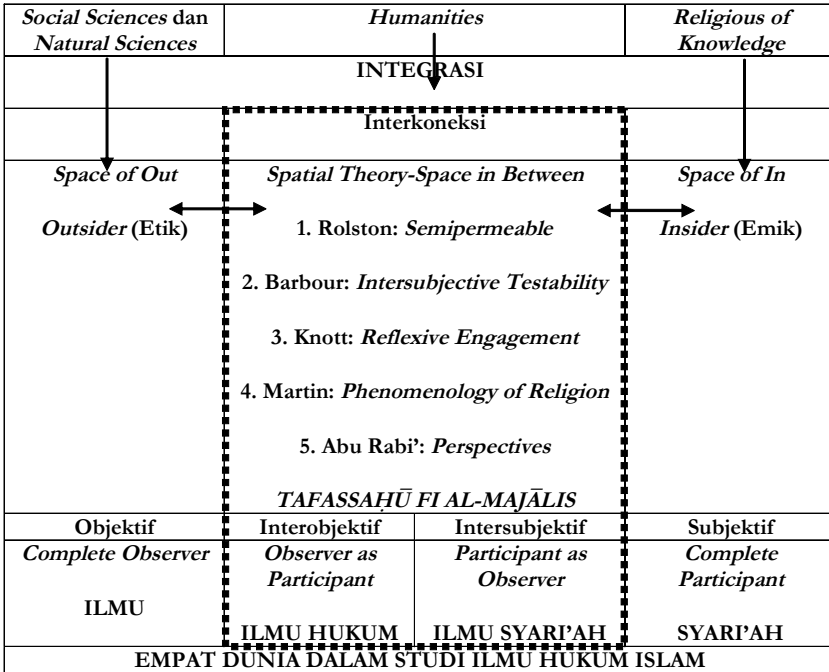 Social Sciences dan Natural Sciences
Humanities
Religious of Knowledge
INTEGRASI
Interkoneksi
Space of Out
Outsider (Etik)
Spatial Theory-Space in Between
1. Rolston: Semipermeable
2. Barbour: Intersubjective Testability
3. Knott: Reflexive Engagement
4. Martin: Phenomenology of Religion
5. Abu Rabi’: Perspectives
TAFASSAḤŪ FI AL-MAJĀLIS
Space of In
Insider (Emik)
Objektif
Interobjektif
Intersubjektif
Subjektif
Complete Observer
ILMU
Observer as
Participant
ILMU HUKUM
Participant as
Observer
ILMU SYARI’AH
Complete
Participant
SYARI’AH
EMPAT DUNIA DALAM STUDI ILMU HUKUM ISLAM